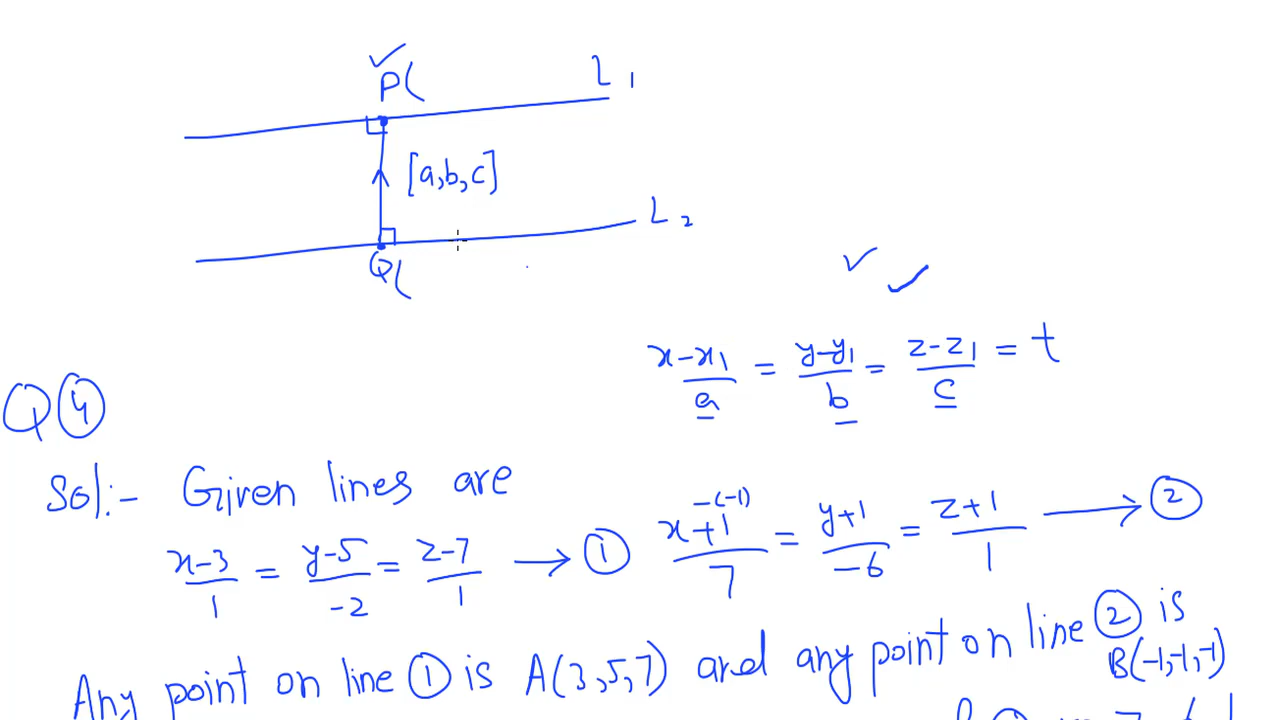 P(
L1
[a,b,c]
L2
Q(
x-x1/a = y-y1/b = z-z1/c = t
Q④
Sol:- Given lines are
x-3/1 = y-5/-2 = z-7/1 → ①
-(-1)
x+1/7 = y+1/-6 = z+1/1 → ②
Any point on line ① is A(3,5,7) and any point on line ② is
B(-1,-1,-1)